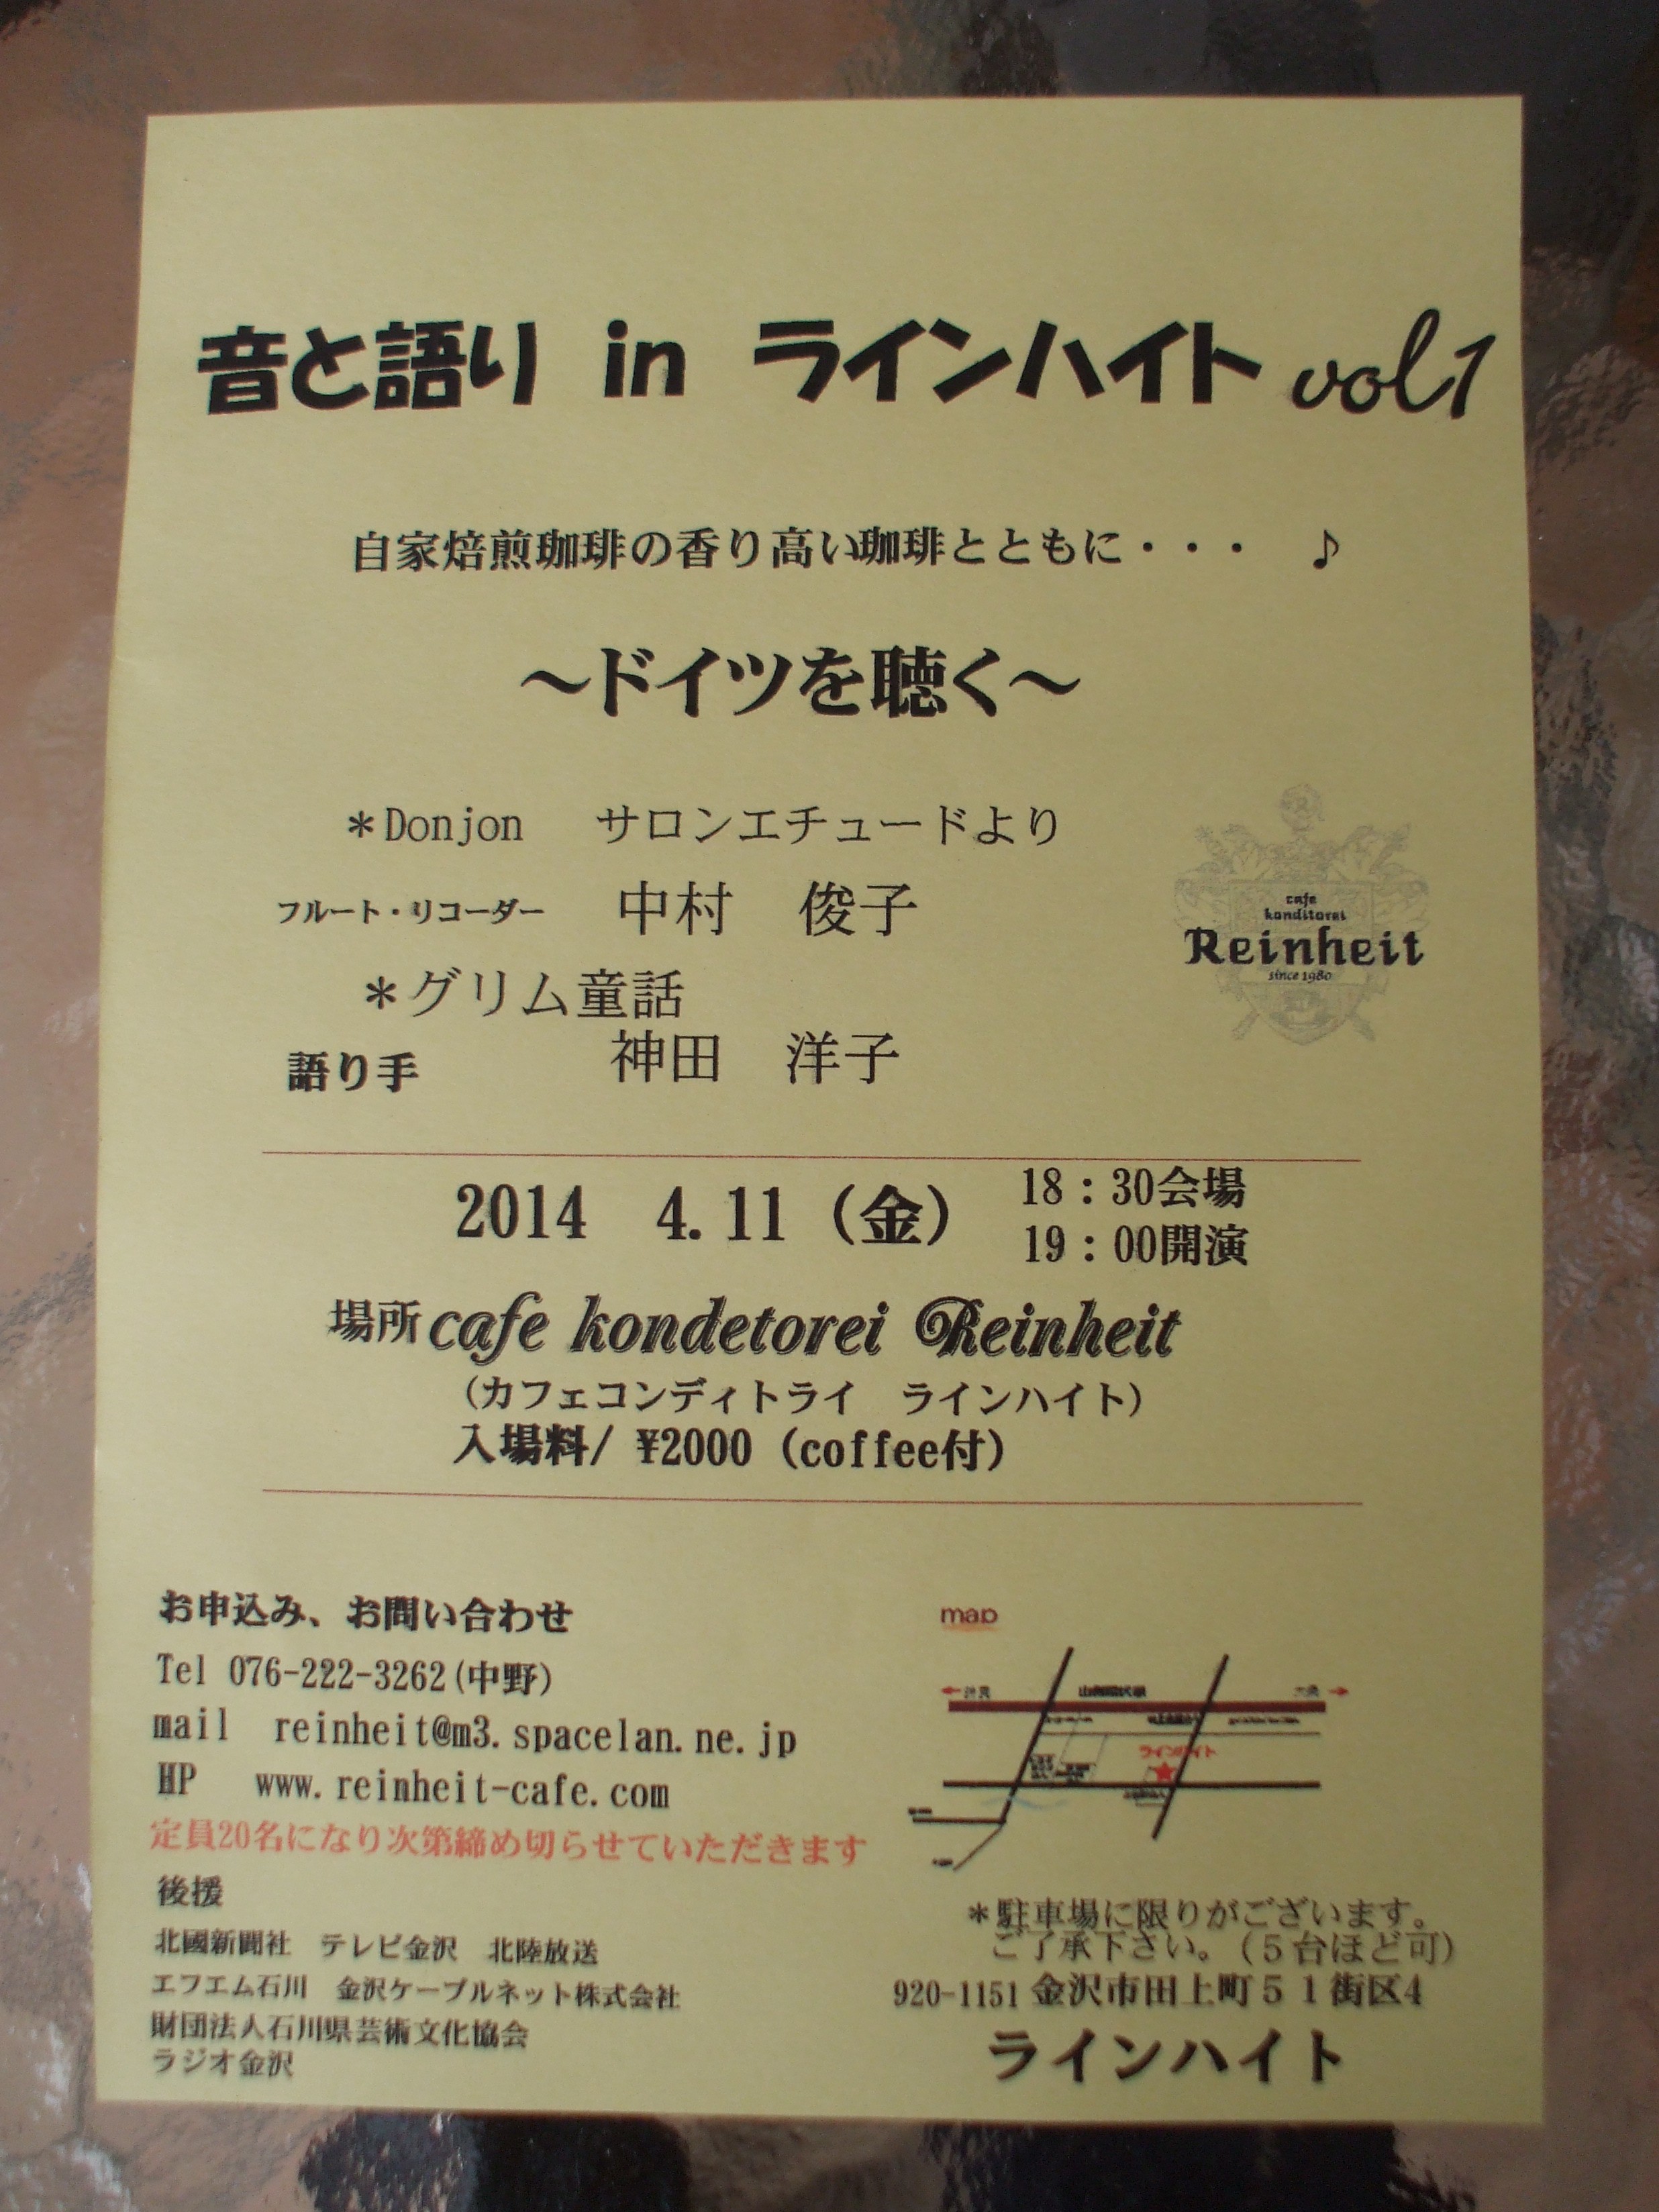 音と語り in ラインハイト vol1
自家焙煎珈琲の香り高い珈琲とともに・・・ ♪
～ドイツを聴く～
＊Donjon サロンエチュードより
フルート・リコーダー 中村 俊子
＊グリム童話
語り手 神田 洋子
cafe
konditorei
Reinheit
since 1980
2014 4.11（金） 18：30会場
19：00開演
場所 cafe kondetorei Reinheit
（カフェコンディトライ ラインハイト）
入場料/ ¥2000（coffee付）
お申込み、お問い合わせ
Tel 076-222-3262(中野)
mail reinheit@m3.spacelan.ne.jp
HP www.reinheit-cafe.com
定員20名になり次第締め切らせていただきます
後援
北國新聞社 テレビ金沢 北陸放送
エフエム石川 金沢ケーブルネット株式会社
財団法人石川県芸術文化協会
ラジオ金沢
map
ラインハイト
＊駐車場に限りがございます。
ご了承下さい。（５台ほど可）
920-1151 金沢市田上町５１街区4
ラインハイト